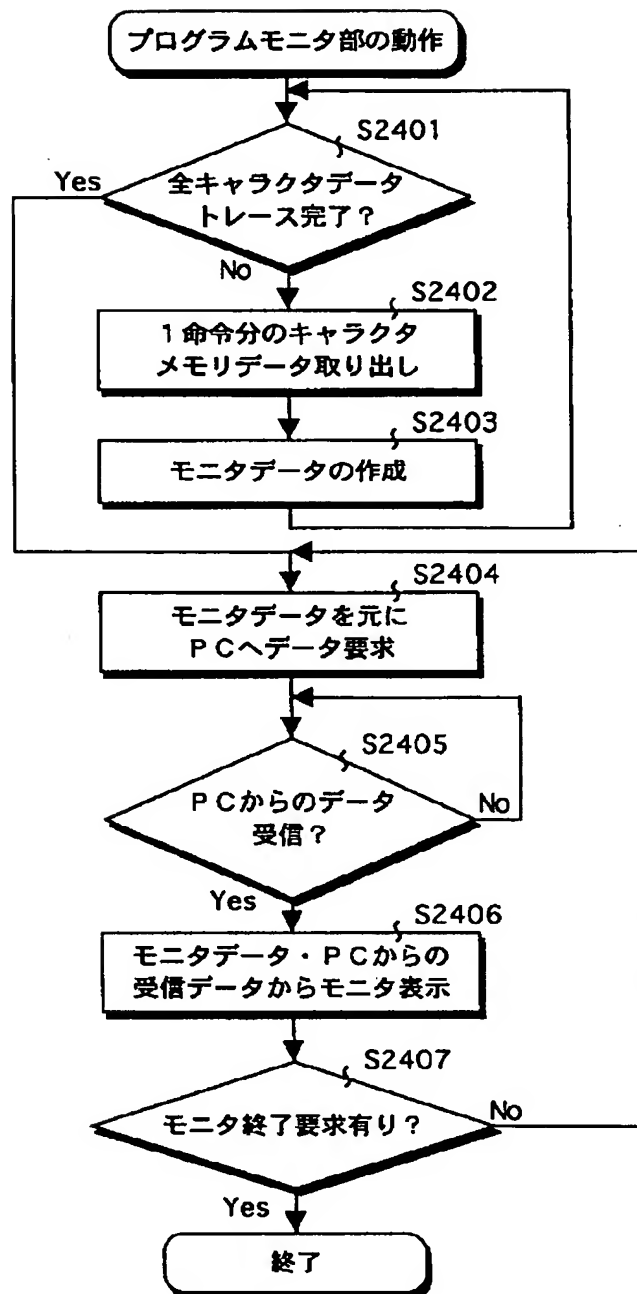 プログラムモニタ部の動作
S2401
Yes
全キャラクタデータ
トレース完了?
No
S2402
1命令分のキャラクタ
メモリデータ取り出し
S2403
モニタデータの作成
S2404
モニタデータを元に
PCへデータ要求
S2405
PCからのデータ
受信?
No
Yes
S2406
モニタデータ・PCからの
受信データからモニタ表示
S2407
モニタ終了要求有り?
No
Yes
終了